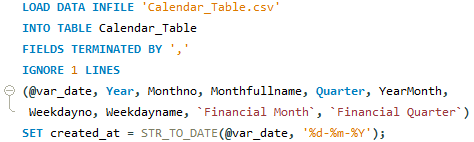 LOAD DATA INFILE 'Calendar_Table.csv'
INTO TABLE Calendar_Table
FIELDS TERMINATED BY ','
IGNORE 1 LINES
(@var_date, Year, Monthno, Monthfullname, Quarter, YearMonth,
Weekdayno, Weekdayname, `Financial Month`, `Financial Quarter`)
SET created_at = STR_TO_DATE(@var_date, '%d-%m-%Y');